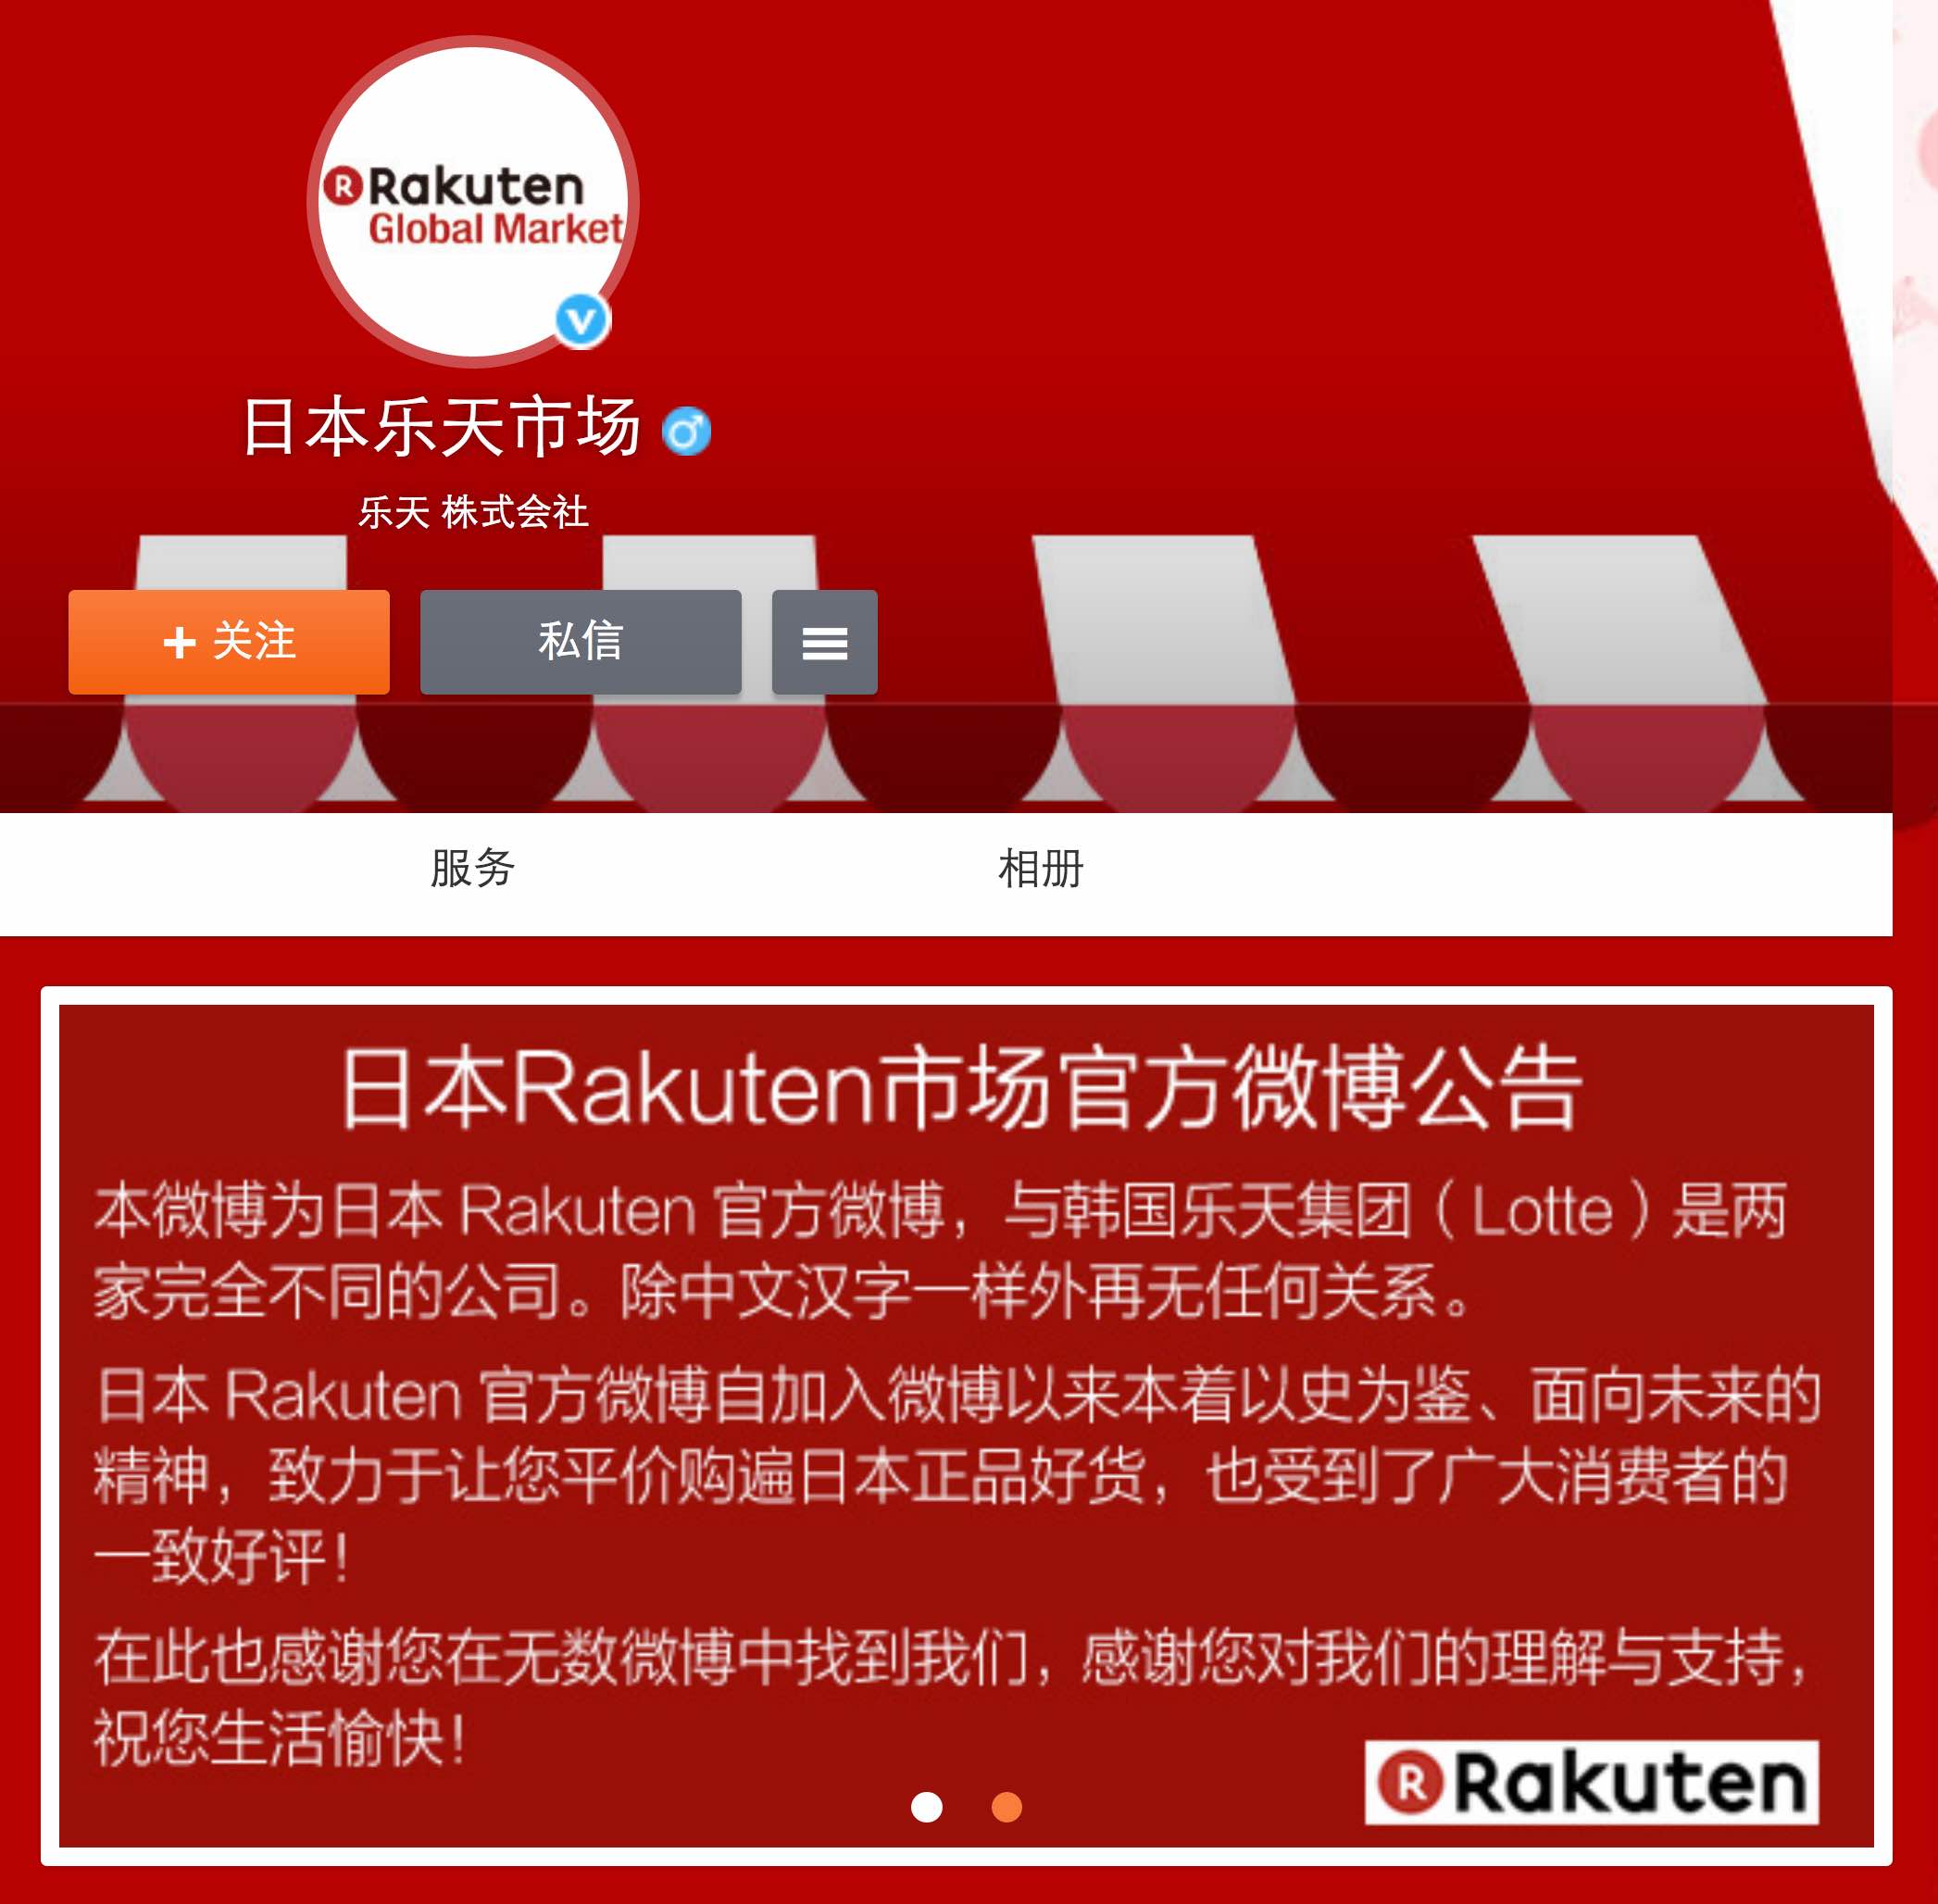 Rakuten
Global Market
日本乐天市场
乐天 株式会社
+ 关注
私信
服务
相册
日本Rakuten市场官方微博公告
本微博为日本 Rakuten 官方微博，与韩国乐天集团（Lotte）是两
家完全不同的公司。除中文汉字一样外再无任何关系。
日本 Rakuten 官方微博自加入微博以来本着以史为鉴、面向未来的
精神，致力于让您平价购遍日本正品好货，也受到了广大消费者的
一致好评！
在此也感谢您在无数微博中找到我们，感谢您对我们的理解与支持，
祝您生活愉快！
Rakuten